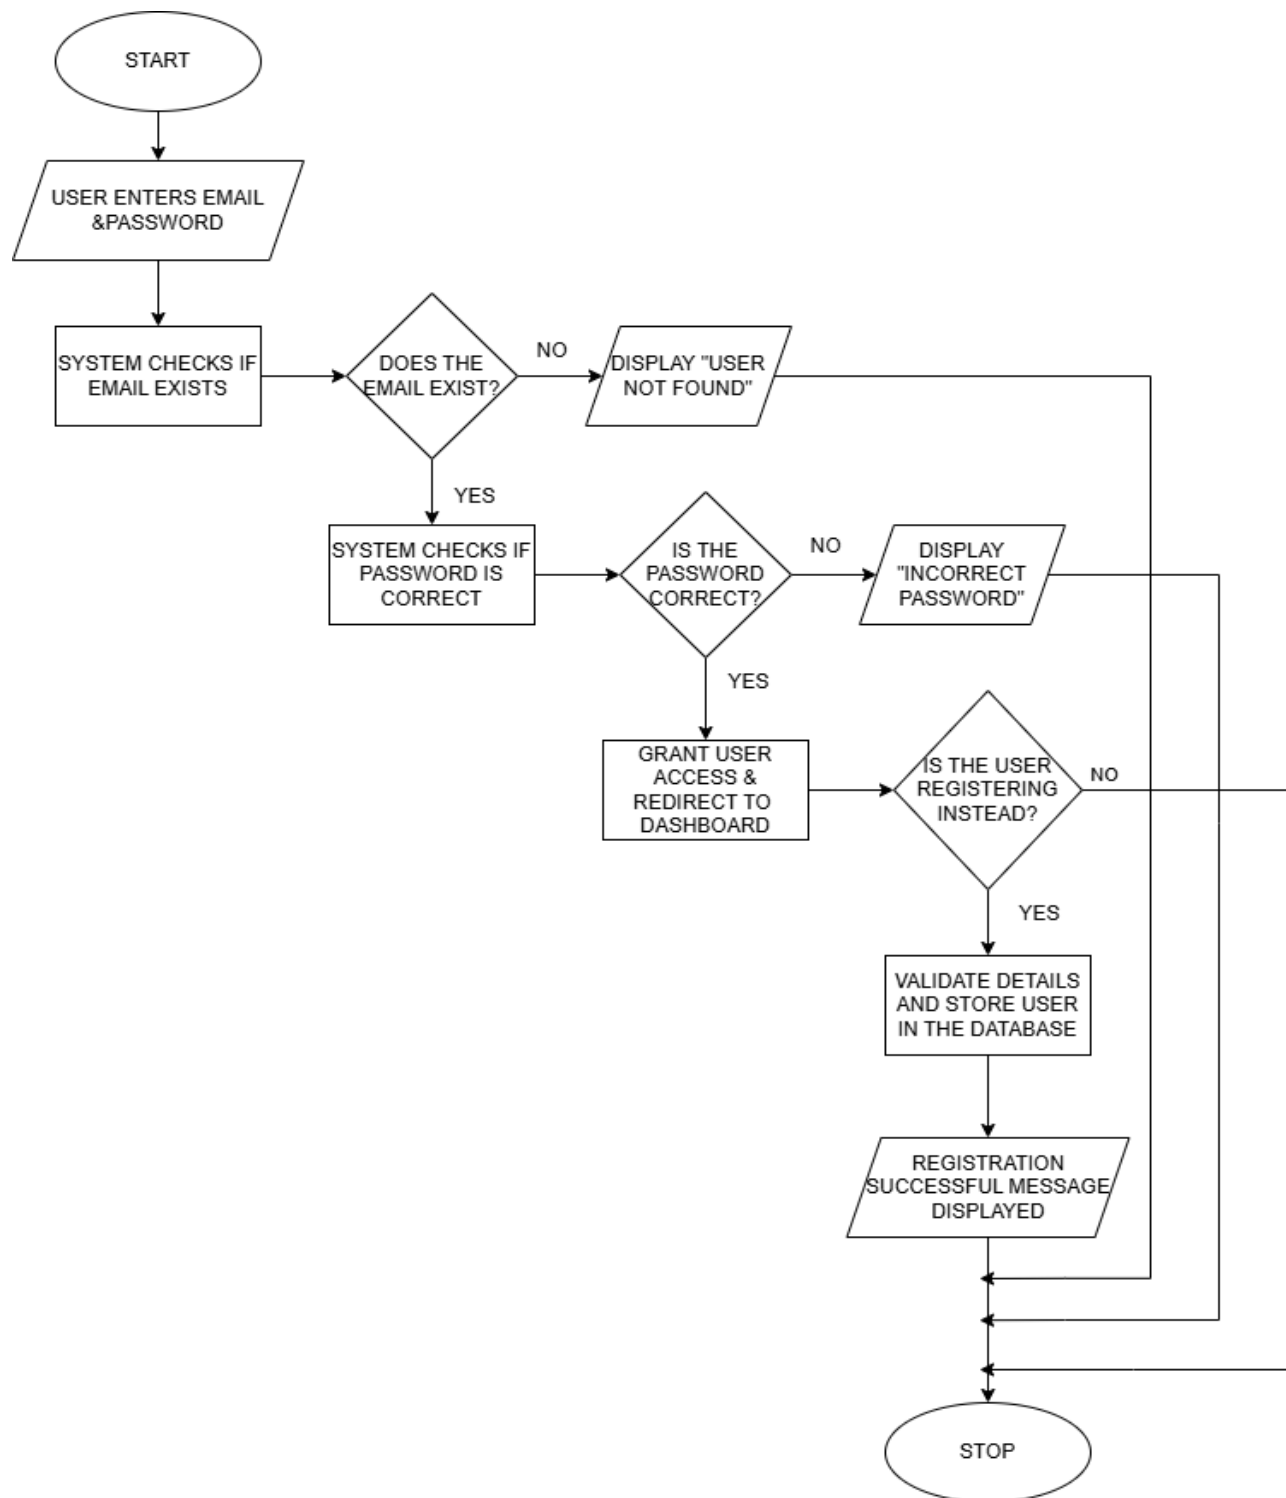 START
USER ENTERS EMAIL
&PASSWORD
SYSTEM CHECKS IF
EMAIL EXISTS
DOES THE
EMAIL EXIST?
NO
DISPLAY "USER
NOT FOUND"
YES
SYSTEM CHECKS IF
PASSWORD IS
CORRECT
IS THE
PASSWORD
CORRECT?
NO
DISPLAY
"INCORRECT
PASSWORD"
YES
GRANT USER
ACCESS &
REDIRECT TO
DASHBOARD
IS THE USER
REGISTERING
INSTEAD?
NO
YES
VALIDATE DETAILS
AND STORE USER
IN THE DATABASE
REGISTRATION
SUCCESSFUL MESSAGE
DISPLAYED
STOP